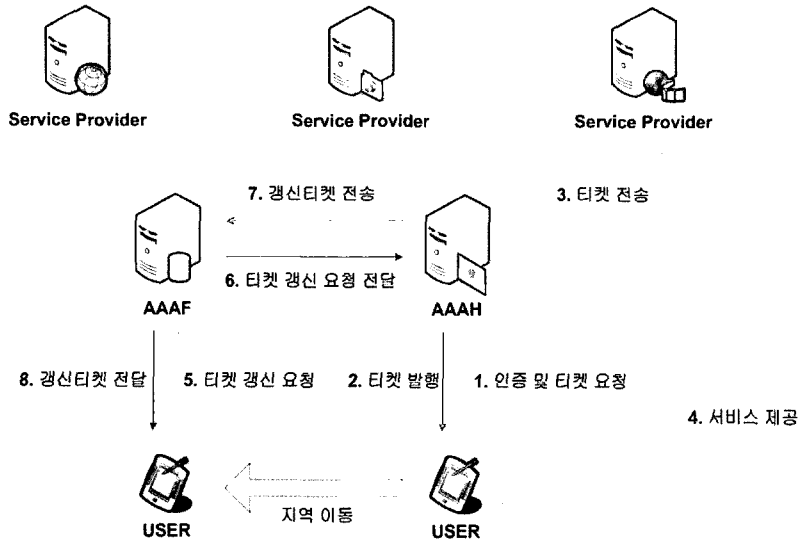 Service Provider
Service Provider
Service Provider
7. 갱신티켓 전송
3. 티켓 전송
6. 티켓 갱신 요청 전달
AAAF
AAAH
8. 갱신티켓 전달
5. 티켓 갱신 요청
2. 티켓 발행
1. 인증 및 티켓 요청
4. 서비스 제공
지역 이동
USER
USER